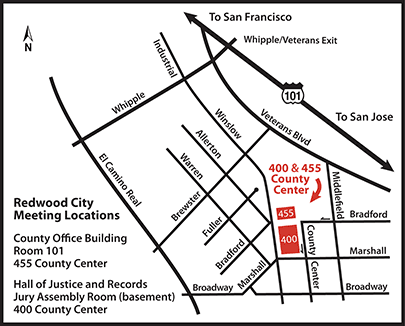 To San Francisco
Whipple/Veterans Exit
N
Industrial
101
Whipple
Winslow
Veterans Blvd
To San Jose
Allerton
El Camino Real
Warren
400 & 455
County
Center
Middlefield
Brewster
Redwood City
Meeting Locations
Fuller
455
Bradford
County Office Building
Room 101
455 County Center
400
County
Center
Bradford
Marshall
Marshall
Hall of Justice and Records
Jury Assembly Room (basement)
400 County Center
Broadway
Broadway